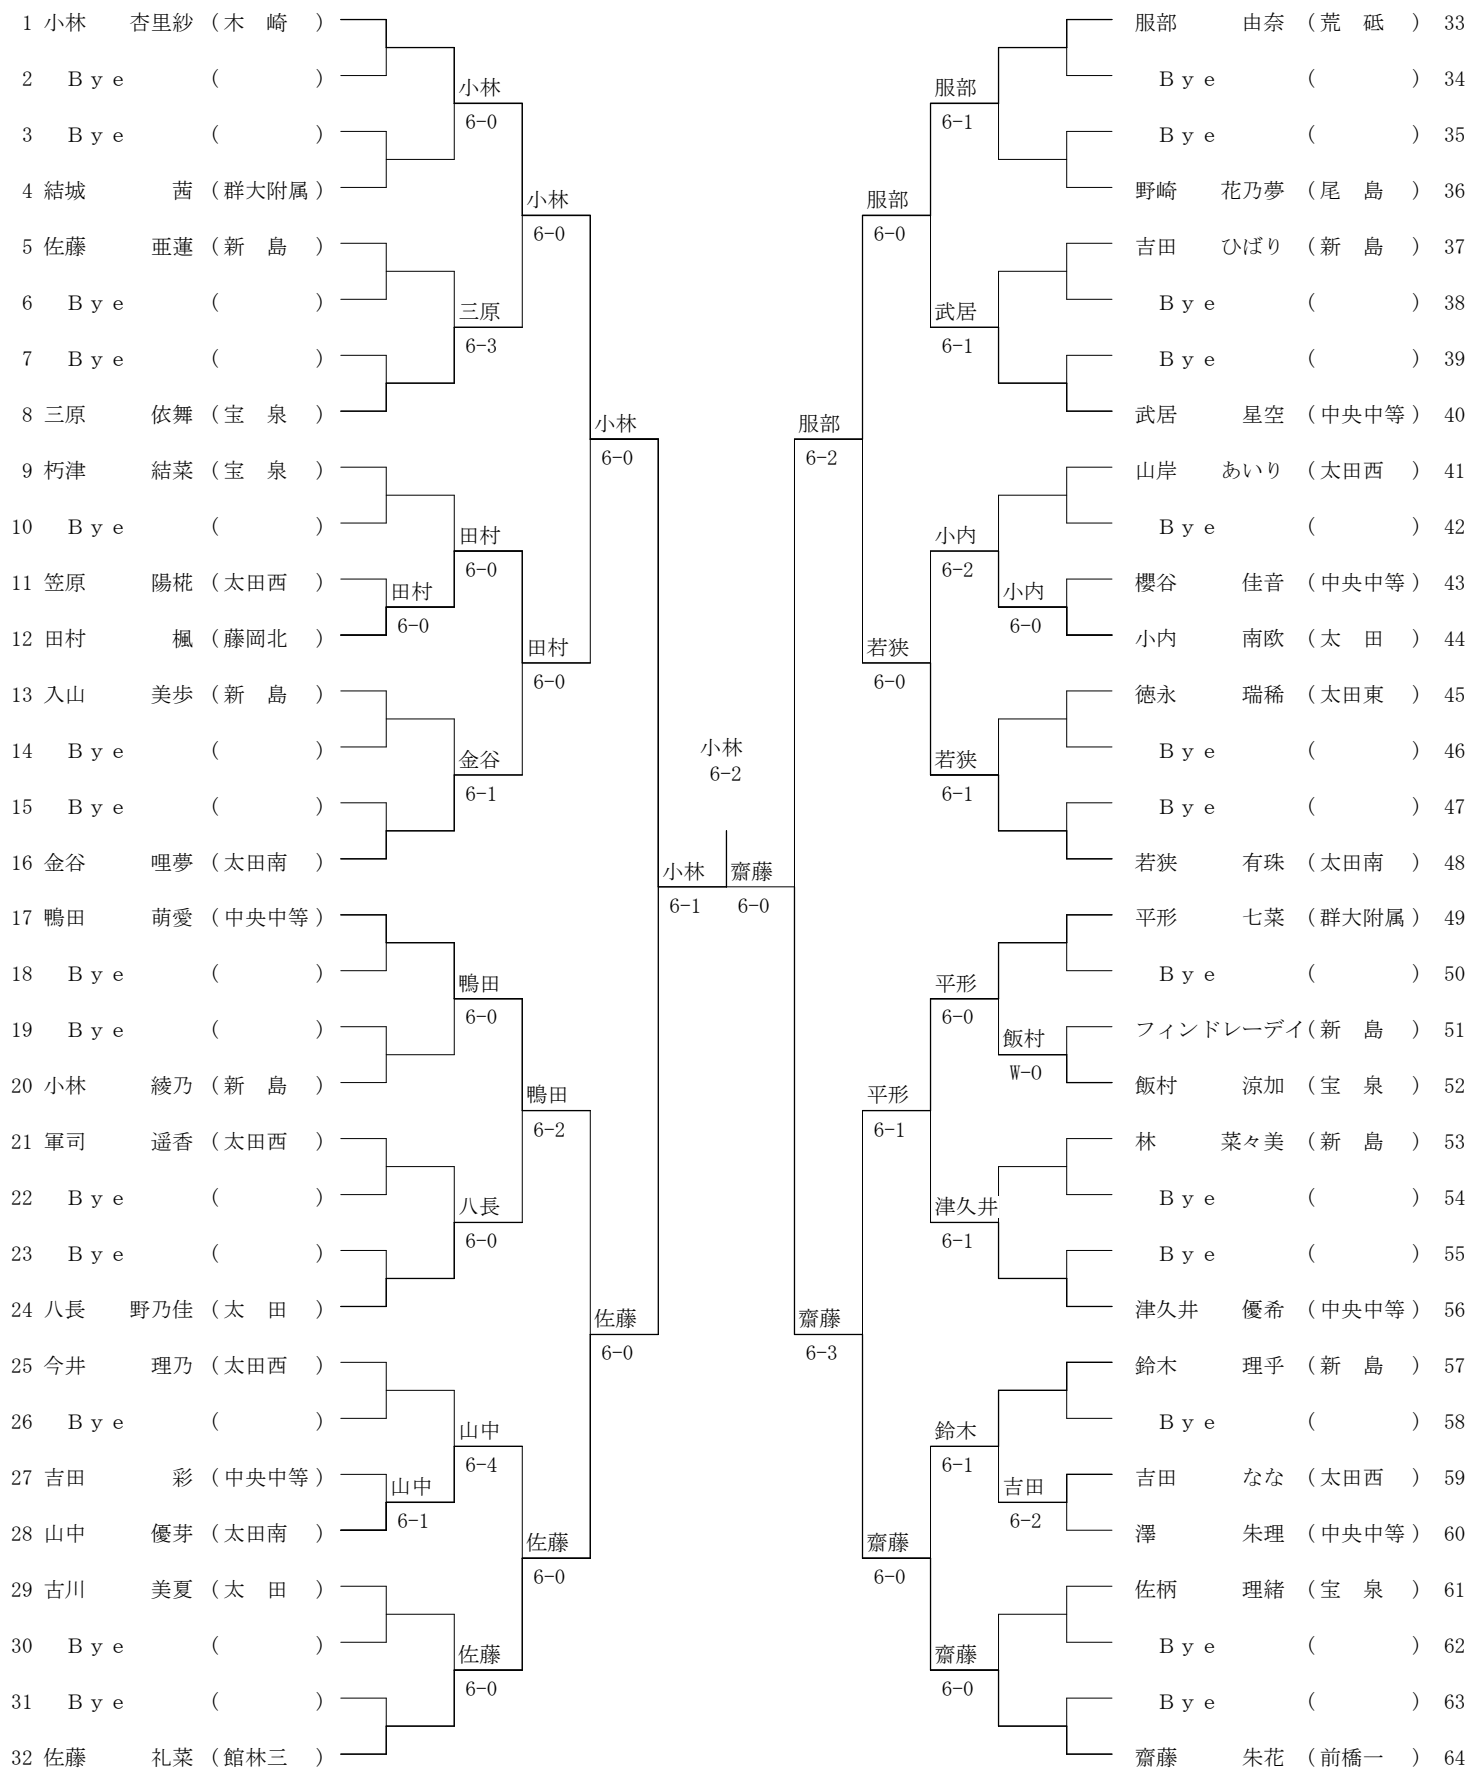 1 小林 杏里紗 (木 崎)
2 Bye ( )
小林
6-0
3 Bye ( )
4 結城 茜 (群大附属)
小林
6-0
5 佐藤 亜蓮 (新 島)
6 Bye ( )
三原
6-3
7 Bye ( )
8 三原 依舞 (宝 泉)
小林
6-0
9 朽津 結菜 (宝 泉)
10 Bye ( )
田村
6-0
11 笠原 陽椛 (太田西)
田村
6-0
12 田村 楓 (藤岡北)
田村
6-0
13 入山 美歩 (新 島)
14 Bye ( )
金谷
6-1
15 Bye ( )
16 金谷 哩夢 (太田南)
小林
6-1
17 鴨田 萌愛 (中央中等)
18 Bye ( )
鴨田
6-0
19 Bye ( )
20 小林 綾乃 (新 島)
鴨田
6-2
21 軍司 遥香 (太田西)
22 Bye ( )
八長
6-0
23 Bye ( )
24 八長 野乃佳 (太 田)
佐藤
6-0
25 今井 理乃 (太田西)
26 Bye ( )
山中
6-4
27 吉田 彩 (中央中等)
山中
6-1
28 山中 優芽 (太田南)
佐藤
6-0
29 古川 美夏 (太 田)
30 Bye ( )
佐藤
6-0
31 Bye ( )
32 佐藤 礼菜 (館林三)
小林
6-2
服部 由奈 (荒 砥) 33
Bye ( ) 34
服部
6-1
Bye ( ) 35
野崎 花乃夢 (尾 島) 36
服部
6-0
吉田 ひばり (新 島) 37
Bye ( ) 38
武居
6-1
Bye ( ) 39
武居 星空 (中央中等) 40
服部
6-2
山岸 あいり (太田西) 41
Bye ( ) 42
小内
6-2
櫻谷 佳音 (中央中等) 43
小内
6-0
小内 南欧 (太 田) 44
若狭
6-0
徳永 瑞稀 (太田東) 45
Bye ( ) 46
若狭
6-1
Bye ( ) 47
若狭 有珠 (太田南) 48
齋藤
6-0
平形 七菜 (群大附属) 49
Bye ( ) 50
平形
6-0
フィンドレーデイ(新 島) 51
飯村
W-0
飯村 涼加 (宝 泉) 52
平形
6-1
林 菜々美 (新 島) 53
Bye ( ) 54
津久井
6-1
Bye ( ) 55
津久井 優希 (中央中等) 56
齋藤
6-3
鈴木 理乎 (新 島) 57
Bye ( ) 58
鈴木
6-1
吉田 なな (太田西) 59
吉田
6-2
澤 朱理 (中央中等) 60
齋藤
6-0
佐柄 理緒 (宝 泉) 61
Bye ( ) 62
齋藤
6-0
Bye ( ) 63
齋藤 朱花 (前橋一) 64